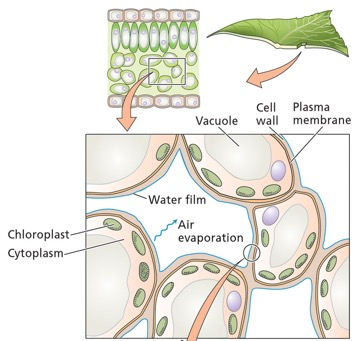 Vacuole
Cell
wall
Plasma
membrane
Water film
Air
evaporation
Chloroplast
Cytoplasm